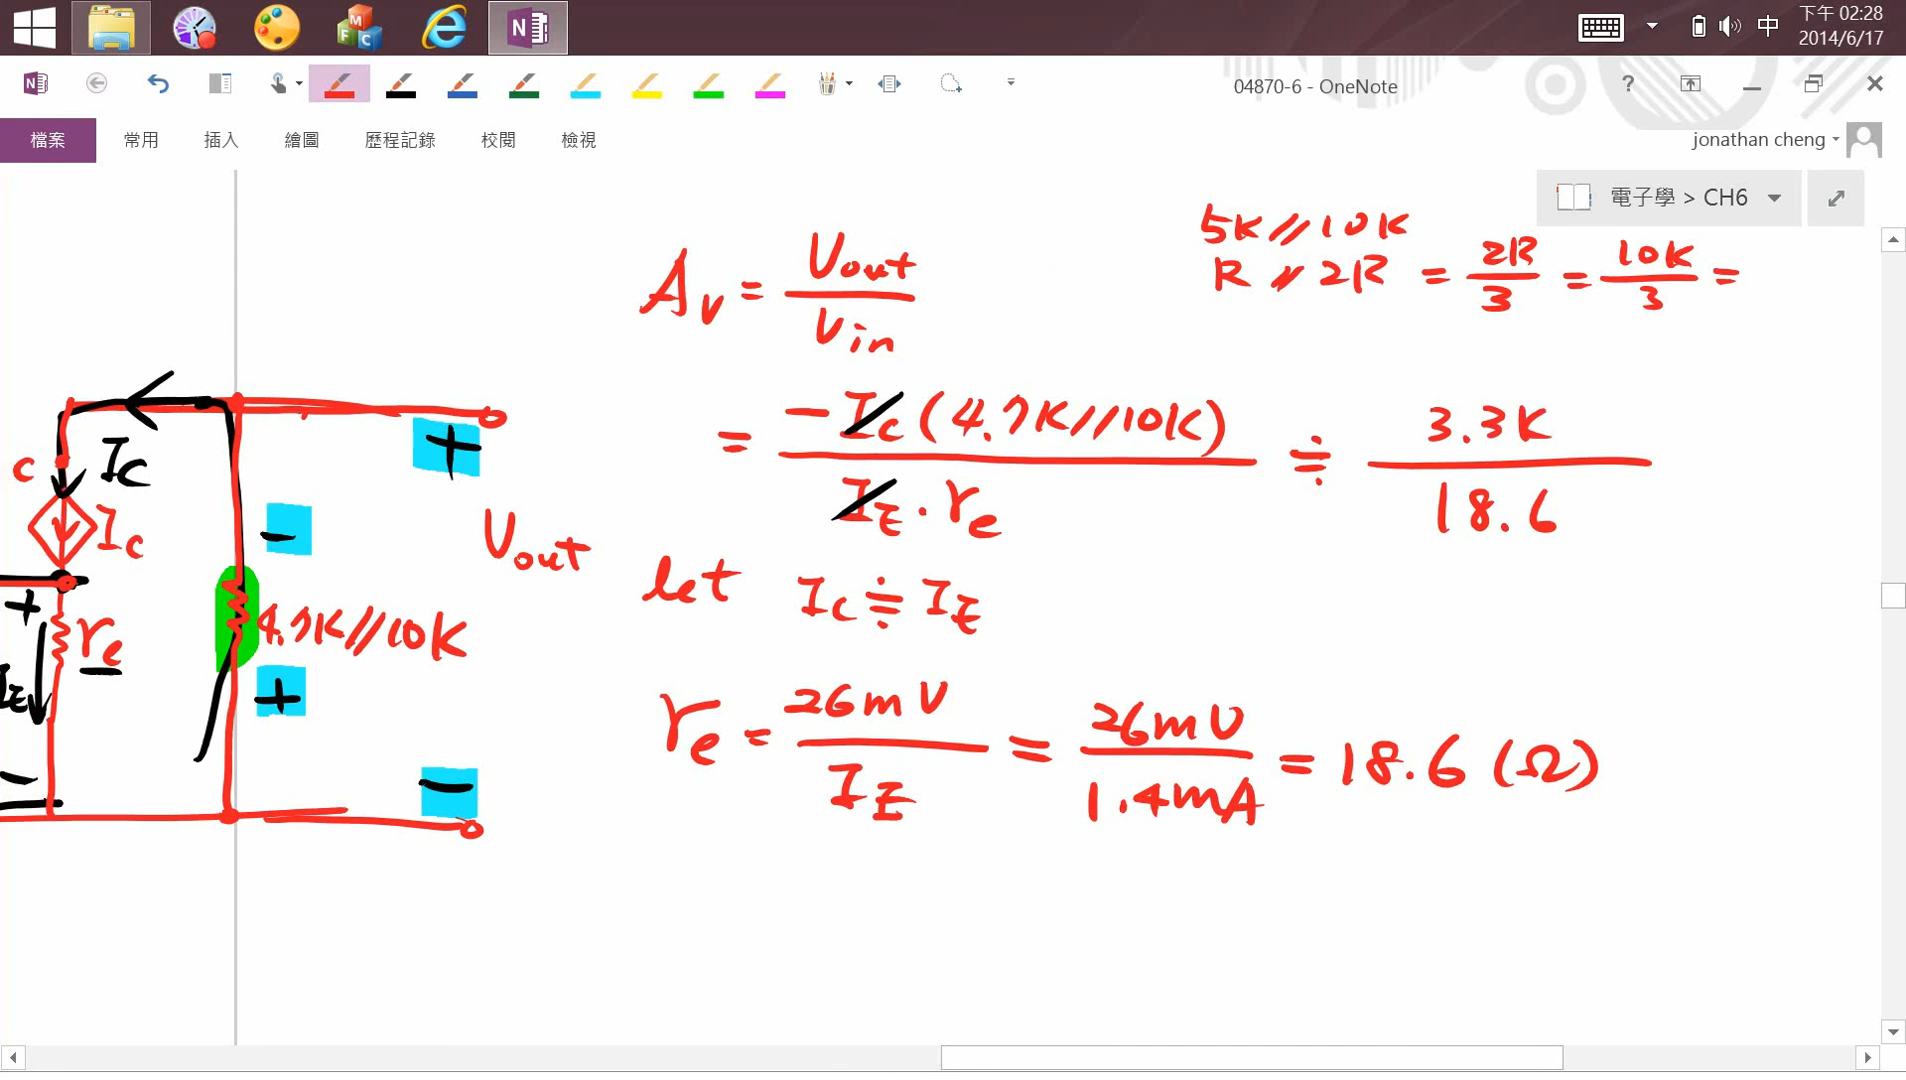 下午 02:28
中
2014/6/17
04870-6 - OneNote
?
檔案 常用 插入 繪圖 歷程記錄 校閱 檢視
jonathan cheng
電子學 > CH6
5K//10K
R // 2R = 2R/3 = 10K/3 =
Av = Vout/Vin
= -Ic (4.7K//10K) / IE · re ≒ 3.3K / 18.6
let Ic ≒ IE
re = 26mV / IE = 26mV / 1.4mA = 18.6 (Ω)
C Ic
+
-
Ic
Vout
+ re
4.7K//10K
IE
+
-
-